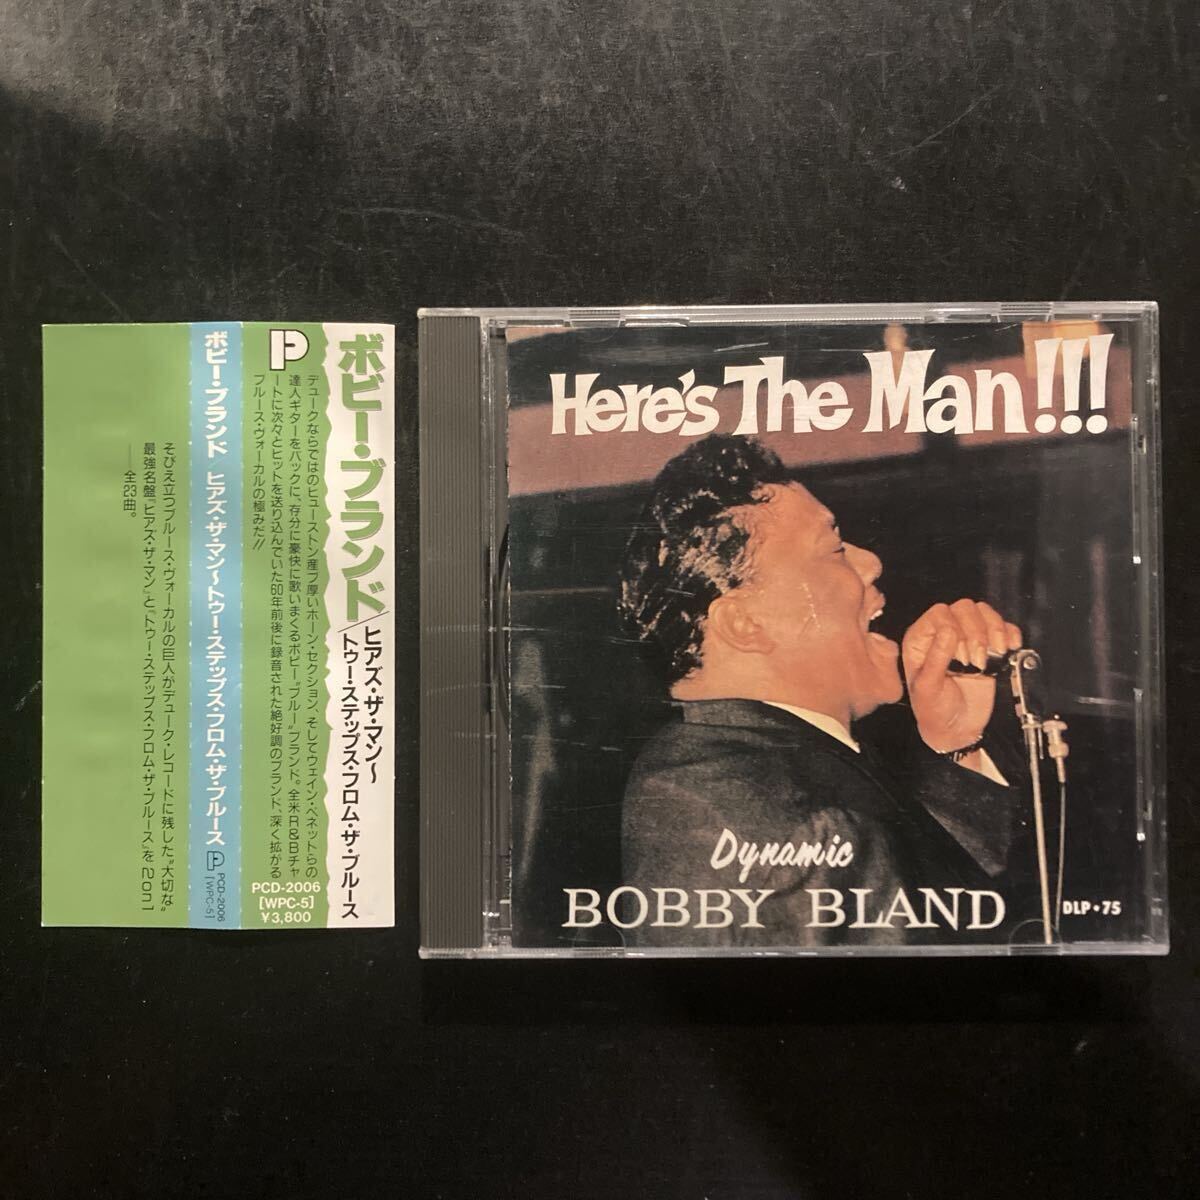 そびえ立つブルース・ヴォーカルの巨人がデューク・レコードに残した"大切な"
最強名盤『ヒアズ・ザ・マン』と『トゥー・ステップス・フロム・ザ・ブルース』を2on1
――全23曲。
ボビー・ブランド/ヒアズ・ザ・マン〜トゥー・ステップス・フロム・ザ・ブルース
P
PCD-2006
[WPC-5]
P
ボビー・ブランド/
ヒアズ・ザ・マン〜
トゥー・ステップス・フロム・ザ・ブルース
デュークならではのヒューストン産ブ厚いホーン・セクション、そしてウェイン・ベネットらの
達人ギターをバックに、存分に豪快に歌いまくるボビー"ブルー"ブランド。全米R&Bチャ
ートに次々とヒットを送り込んでいた60年前後に録音された絶好調のブランド、深く拡がる
ブルース・ヴォーカルの極みだ!!
PCD-2006
[WPC-5]
¥3,800
Here's The Man!!!
Dynamic
BOBBY BLAND
DLP•75